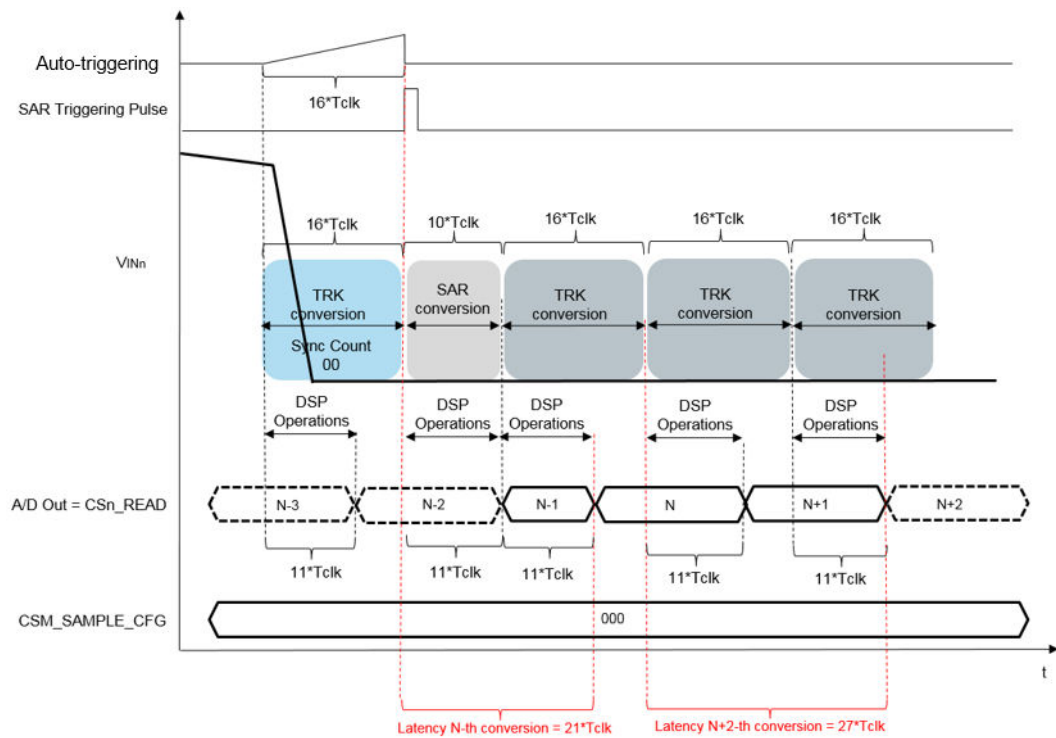 Auto-triggering
16*Tclk
SAR Triggering Pulse
16*Tclk
10*Tclk
16*Tclk
16*Tclk
16*Tclk
VINn
TRK
conversion
Sync Count
00
SAR
conversion
TRK
conversion
TRK
conversion
TRK
conversion
DSP
Operations
DSP
Operations
DSP
Operations
DSP
Operations
DSP
Operations
A/D Out = CSn_READ
N-3
N-2
N-1
N
N+1
N+2
11*Tclk
11*Tclk
11*Tclk
11*Tclk
11*Tclk
CSM_SAMPLE_CFG
000
t
Latency N-th conversion = 21*Tclk
Latency N+2-th conversion = 27*Tclk